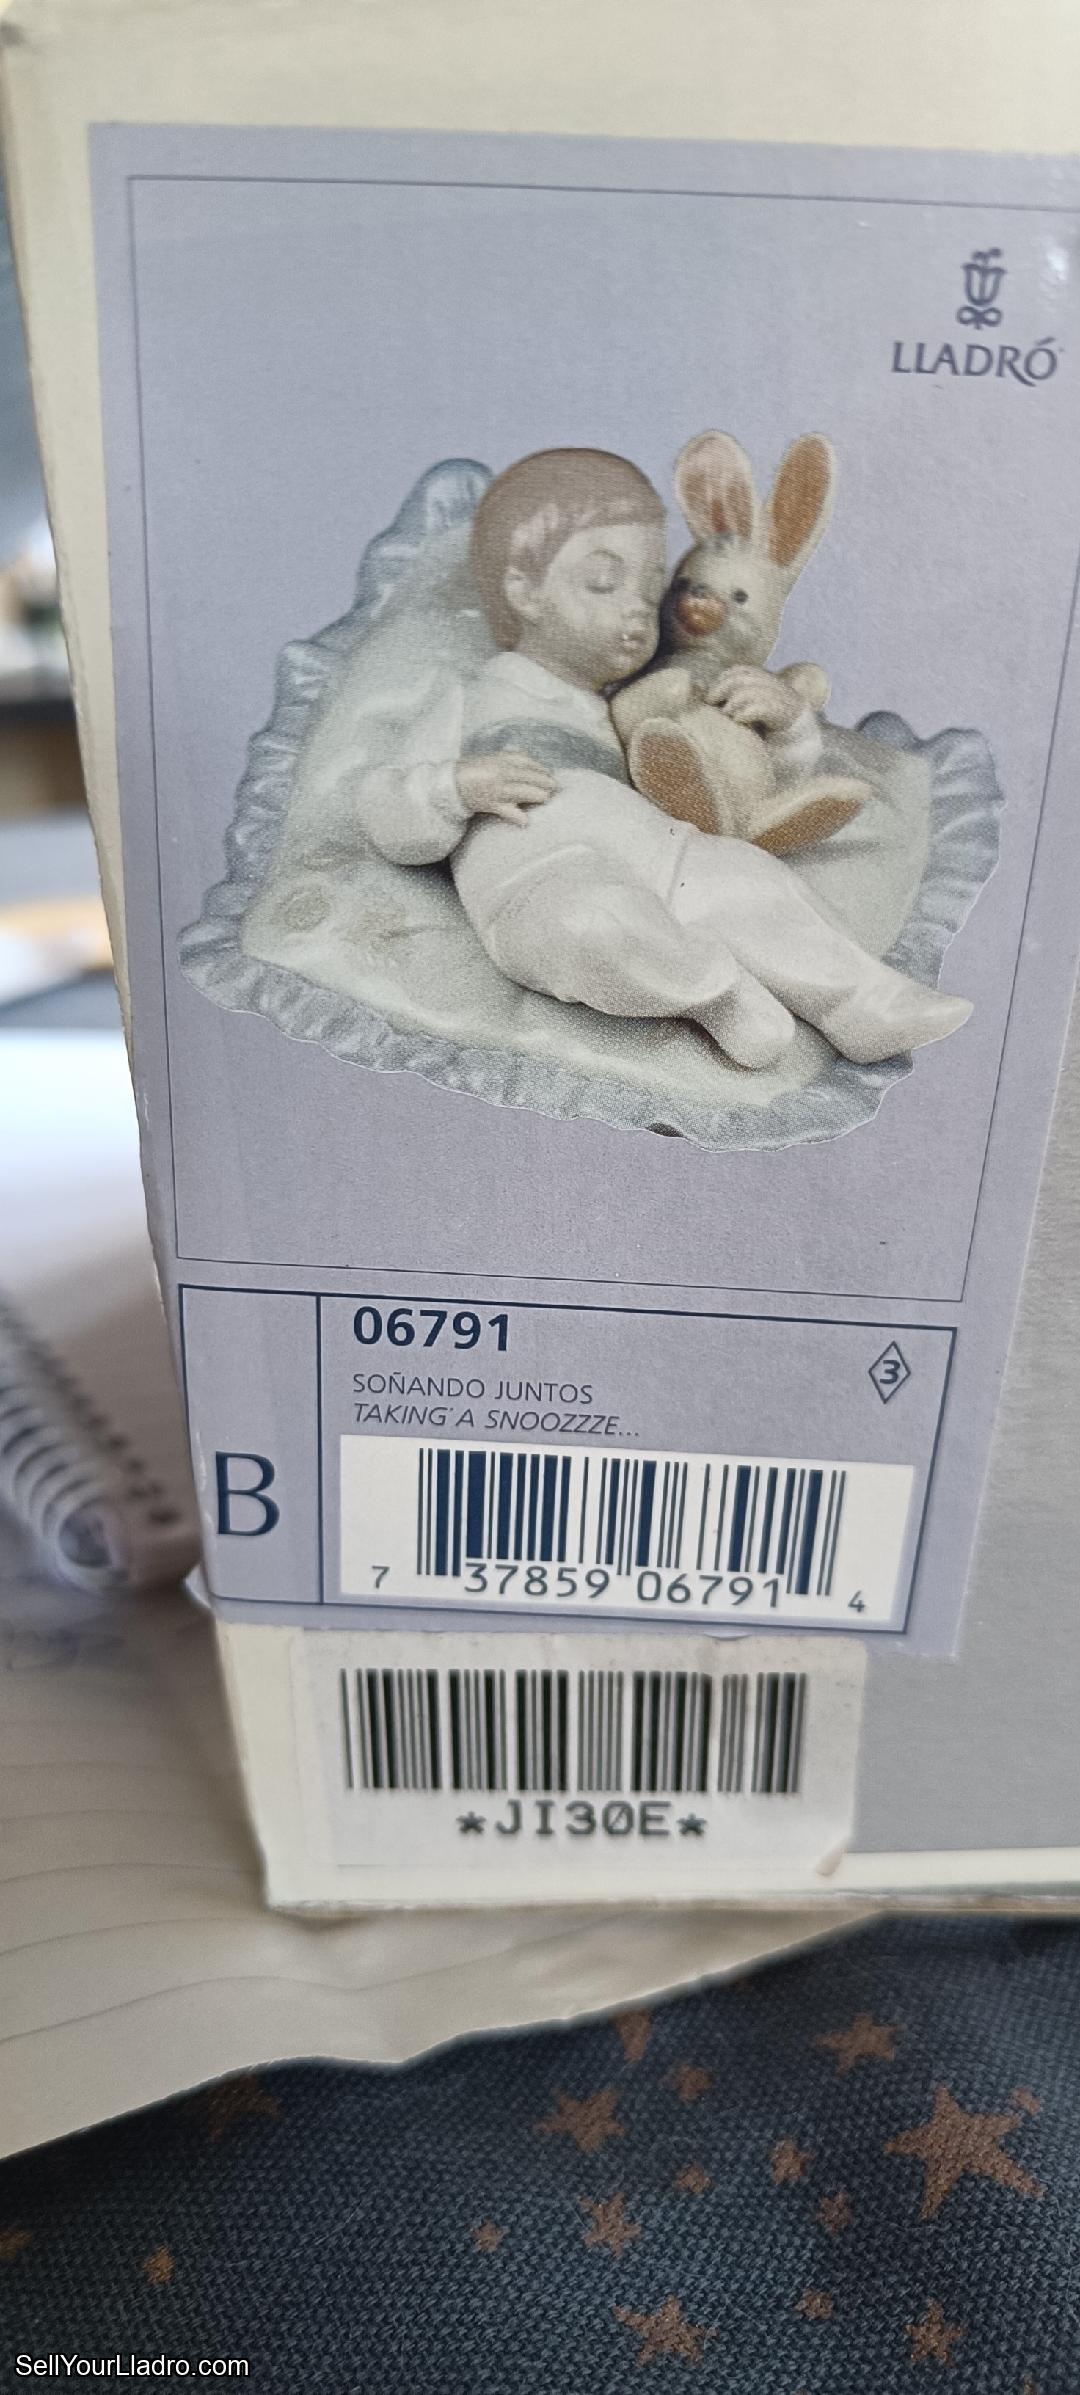 LLADRÓ
06791
3
SOÑANDO JUNTOS
TAKING A SNOOZZZE...
B
7 37859 06791 4
*JI30E*
SellYourLladro.com